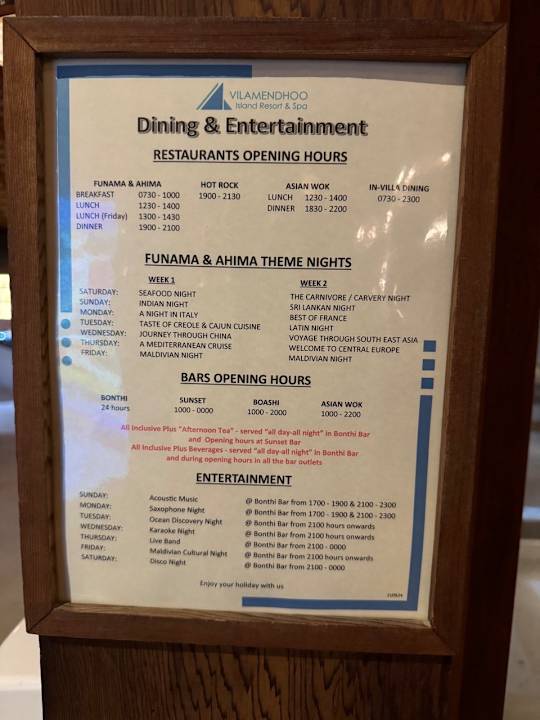 VILAMENDHOO
Island Resort & Spa
Dining & Entertainment
RESTAURANTS OPENING HOURS
FUNAMA & AHIMA HOT ROCK ASIAN WOK IN-VILLA DINING
BREAKFAST 0730 - 1000 1900 - 2130 LUNCH 1230 - 1400 0730 - 2300
LUNCH 1230 - 1400 DINNER 1830 - 2200
LUNCH (Friday) 1300 - 1430
DINNER 1900 - 2100
FUNAMA & AHIMA THEME NIGHTS
WEEK 1 WEEK 2
SATURDAY: SEAFOOD NIGHT THE CARNIVORE / CARVERY NIGHT
SUNDAY: INDIAN NIGHT SRI LANKAN NIGHT
MONDAY: A NIGHT IN ITALY BEST OF FRANCE
TUESDAY: TASTE OF CREOLE & CAJUN CUISINE LATIN NIGHT
WEDNESDAY: JOURNEY THROUGH CHINA VOYAGE THROUGH SOUTH EAST ASIA
THURSDAY: A MEDITERRANEAN CRUISE WELCOME TO CENTRAL EUROPE
FRIDAY: MALDIVIAN NIGHT MALDIVIAN NIGHT
BARS OPENING HOURS
BONTHI SUNSET BOASHI ASIAN WOK
24 hours 1000 - 0000 1000 - 2000 1000 - 2200
All Inclusive Plus "Afternoon Tea" - served "all day-all night" in Bonthi Bar
and Opening hours at Sunset Bar
All Inclusive Plus Beverages - served "all day-all night" in Bonthi Bar
and during opening hours in all the bar outlets
ENTERTAINMENT
SUNDAY: Acoustic Music @ Bonthi Bar from 1700 - 1900 & 2100 - 2300
MONDAY: Saxophone Night @ Bonthi Bar from 1700 - 1900 & 2100 - 2300
TUESDAY: Ocean Discovery Night @ Bonthi Bar from 2100 hours onwards
WEDNESDAY: Karaoke Night @ Bonthi Bar from 2100 hours onwards
THURSDAY: Live Band @ Bonthi Bar from 2100 - 0000
FRIDAY: Maldivian Cultural Night @ Bonthi Bar from 2100 hours onwards
SATURDAY: Disco Night @ Bonthi Bar from 2100 - 0000
Enjoy your holiday with us